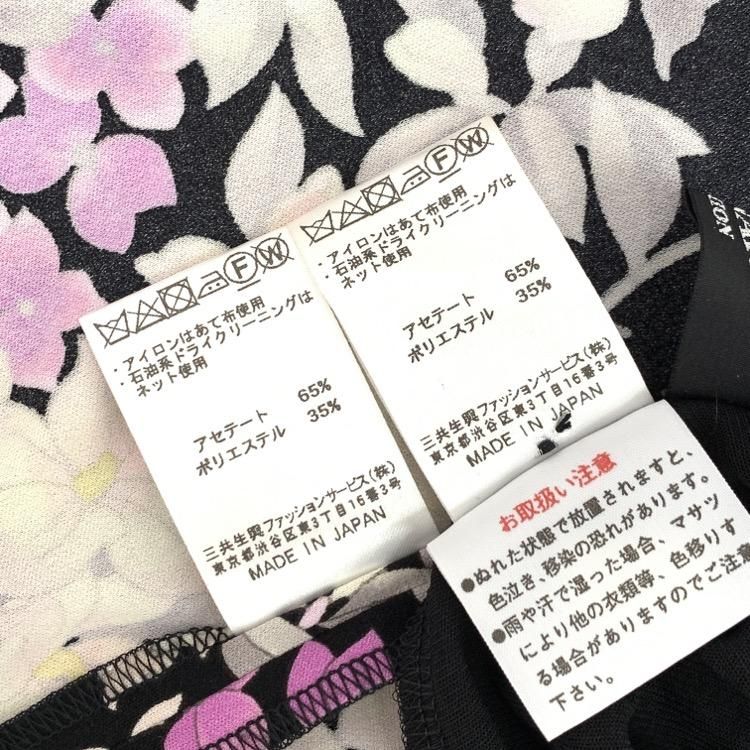 F W
・アイロンはあて布使用
・石油系ドライクリーニングは
ネット使用
アセテート 65%
ポリエステル 35%
三共生興ファッションサービス(株)
東京都渋谷区東3丁目16番3号
MADE IN JAPAN
F W
・アイロンはあて布使用
・石油系ドライクリーニングは
ネット使用
アセテート 65%
ポリエステル 35%
三共生興ファッションサービス(株)
東京都渋谷区東3丁目16番3号
MADE IN JAPAN
お取扱い注意
●ぬれた状態で放置されますと、
色泣き、移染の恐れがあります。
●雨や汗で湿った場合、マサツ
により他の衣類等、色移りす
る場合がありますのでご注意
下さい。